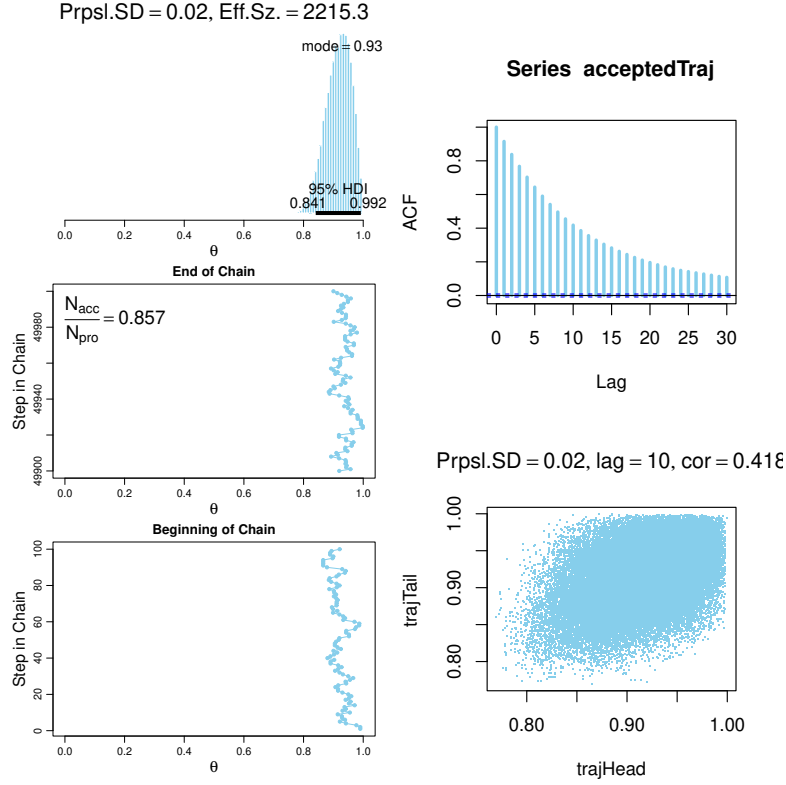 Prpsl.SD = 0.02, Eff.Sz. = 2215.3
mode = 0.93
95% HDI
0.841 0.992
0.0 0.2 0.4 0.6 0.8 1.0
θ
End of Chain
N_acc
N_pro
= 0.857
Step in Chain
49900 49940 49980
0.0 0.2 0.4 0.6 0.8 1.0
θ
Beginning of Chain
Step in Chain
0 20 40 60 80 100
0.0 0.2 0.4 0.6 0.8 1.0
θ
Series acceptedTraj
ACF
0.0 0.4 0.8
0 5 10 15 20 25 30
Lag
Prpsl.SD = 0.02, lag = 10, cor = 0.418
trajTail
0.80 0.90 1.00
0.80 0.90 1.00
trajHead